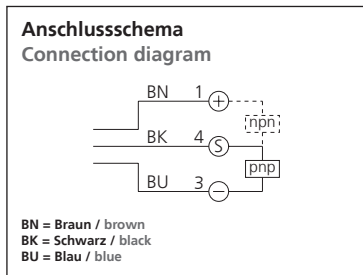 Anschlussschema
Connection diagram
BN 1 +
npn
BK 4 S
pnp
BU 3 −
BN = Braun / brown
BK = Schwarz / black
BU = Blau / blue